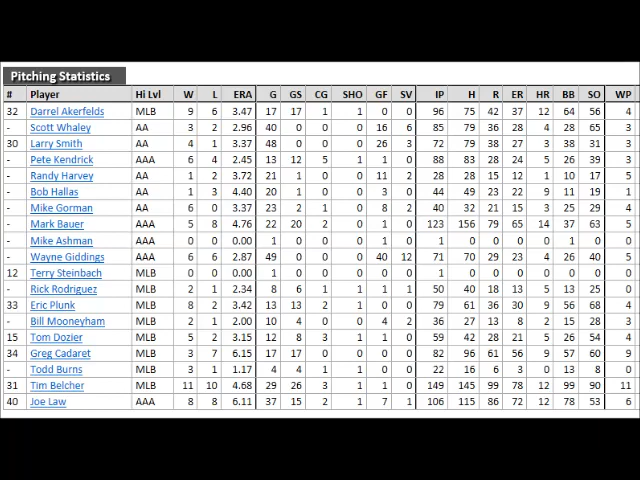 Pitching Statistics
# Player Hi Lvl W L ERA G GS CG SHO GF SV IP H R ER HR BB SO WP
32 Darrel Akerfelds MLB 9 6 3.47 17 17 1 1 0 0 96 75 42 37 12 64 56 4
- Scott Whaley AA 3 2 2.96 40 0 0 0 16 6 85 79 36 28 4 28 65 3
30 Larry Smith AA 4 1 3.37 48 0 0 0 26 3 72 79 38 27 3 38 31 3
- Pete Kendrick AAA 6 4 2.45 13 12 5 1 1 0 88 83 28 24 5 26 39 3
- Randy Harvey AA 1 2 3.72 21 1 0 0 11 2 28 28 15 12 1 10 17 5
- Bob Hallas AA 1 3 4.40 21 1 0 0 3 0 44 49 23 22 9 11 19 1
- Mike Gorman AAA 6 0 3.37 23 2 1 0 8 2 40 32 21 15 3 25 29 4
- Mark Bauer AAA 5 8 4.76 22 20 2 0 1 0 123 156 79 65 14 37 63 5
- Mike Ashman AAA 0 0 0.00 1 0 0 0 1 0 1 0 0 0 0 1 0 0
- Wayne Giddings AAA 6 6 2.87 49 0 0 0 40 12 71 70 29 23 4 26 40 5
12 Terry Steinbach MLB 0 0 0.00 1 0 0 0 1 0 1 0 0 0 0 0 0 0
- Rick Rodriguez MLB 2 1 2.34 8 6 1 1 1 0 50 40 18 13 5 13 25 0
33 Eric Plunk MLB 8 2 3.42 13 13 2 1 0 0 79 61 36 30 9 56 68 4
- Bill Mooneyham MLB 2 1 2.00 10 4 0 0 4 2 36 27 13 8 2 15 28 3
15 Tom Dozier MLB 5 2 3.15 12 8 3 1 1 0 59 42 28 21 5 26 54 4
34 Greg Cadaret MLB 3 7 6.15 17 17 0 0 0 0 82 96 61 56 9 57 60 9
- Todd Burns MLB 3 1 1.17 4 4 1 0 0 0 22 16 6 3 0 13 8 0
31 Tim Belcher MLB 11 10 4.68 29 26 3 1 1 0 149 145 99 78 12 99 90 11
40 Joe Law AAA 8 8 6.11 37 15 2 1 7 1 106 115 86 72 12 78 53 6